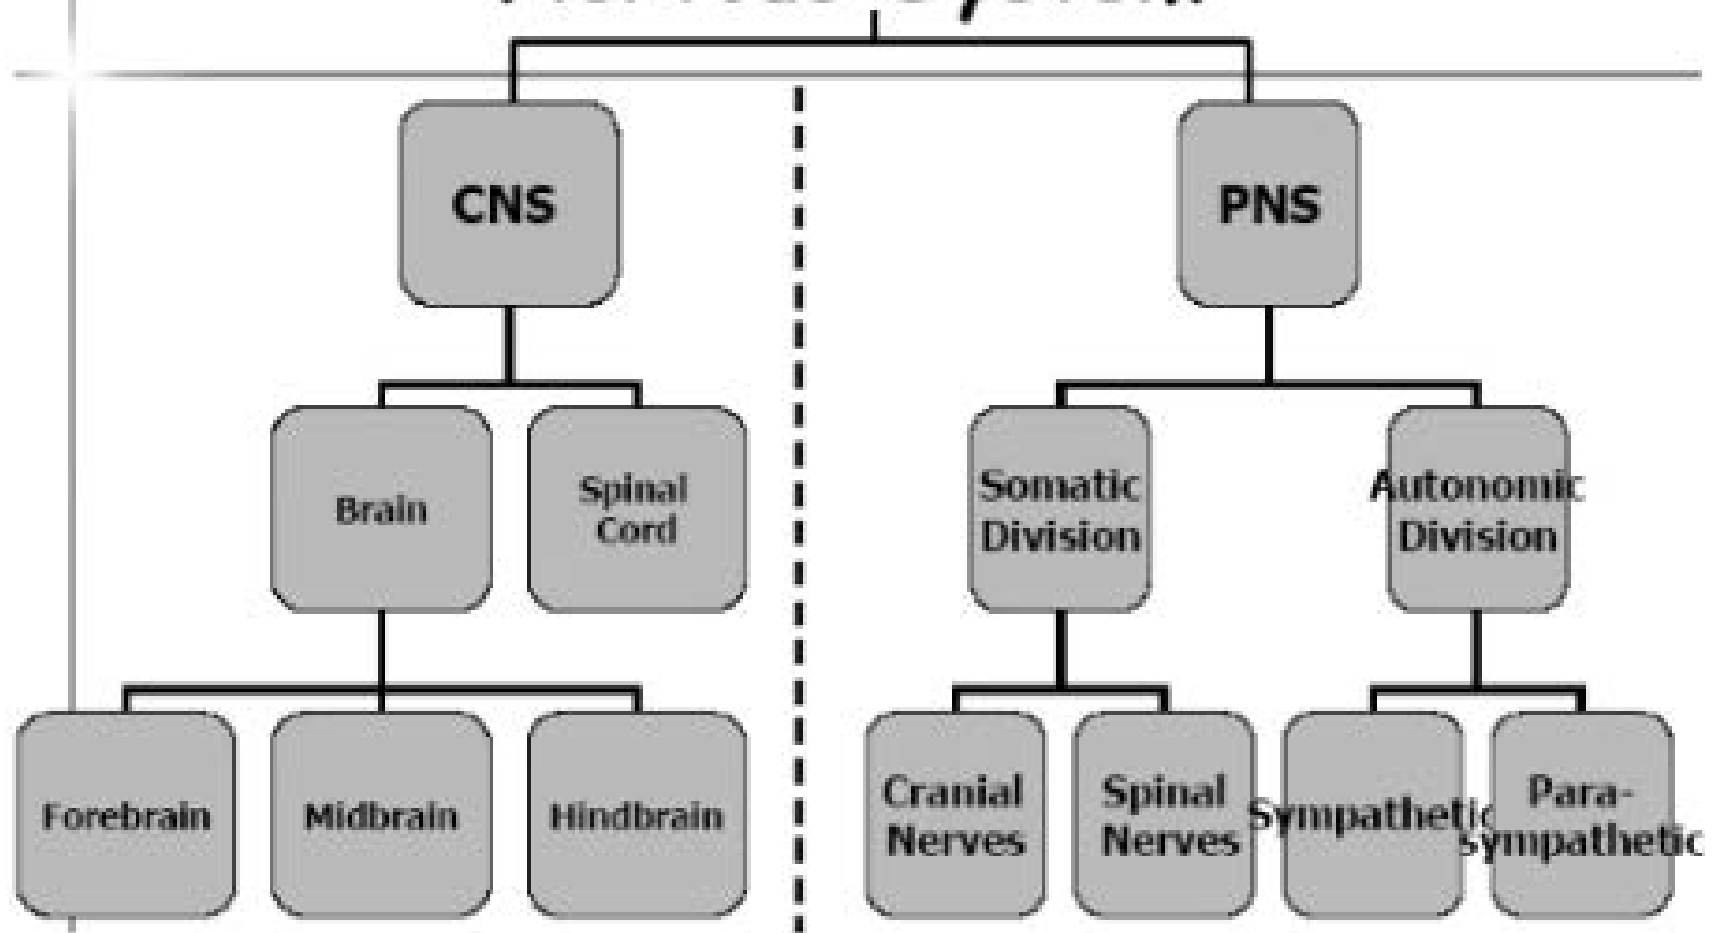 CNS
PNS
Brain
Spinal
Cord
Somatic
Division
Autonomic
Division
Forebrain
Midbrain
Hindbrain
Cranial
Nerves
Spinal
Nerves
Sympathetic
Para-
sympathetic